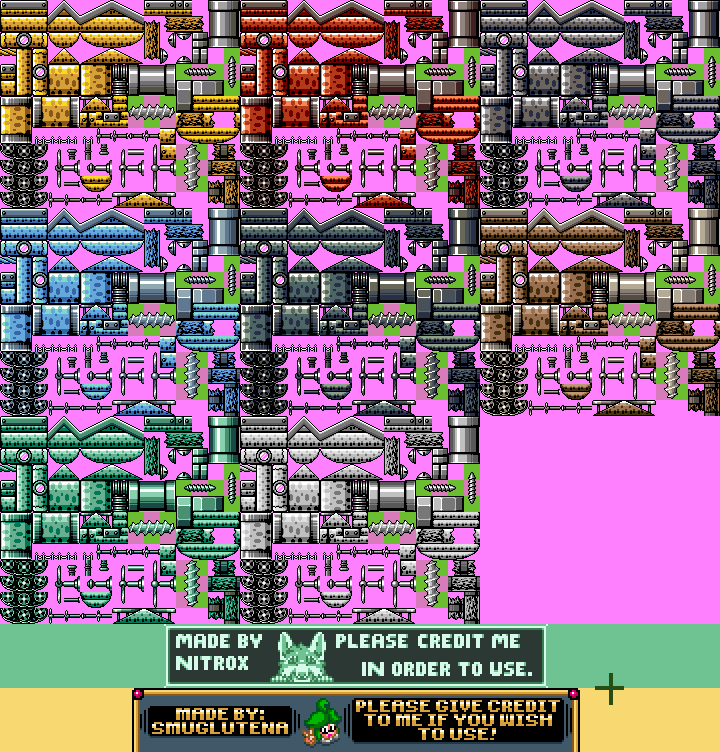 MADE BY
NITROX
PLEASE CREDIT ME
IN ORDER TO USE.
MADE BY:
SMUGLUTENA
PLEASE GIVE CREDIT
TO ME IF YOU WISH
TO USE!